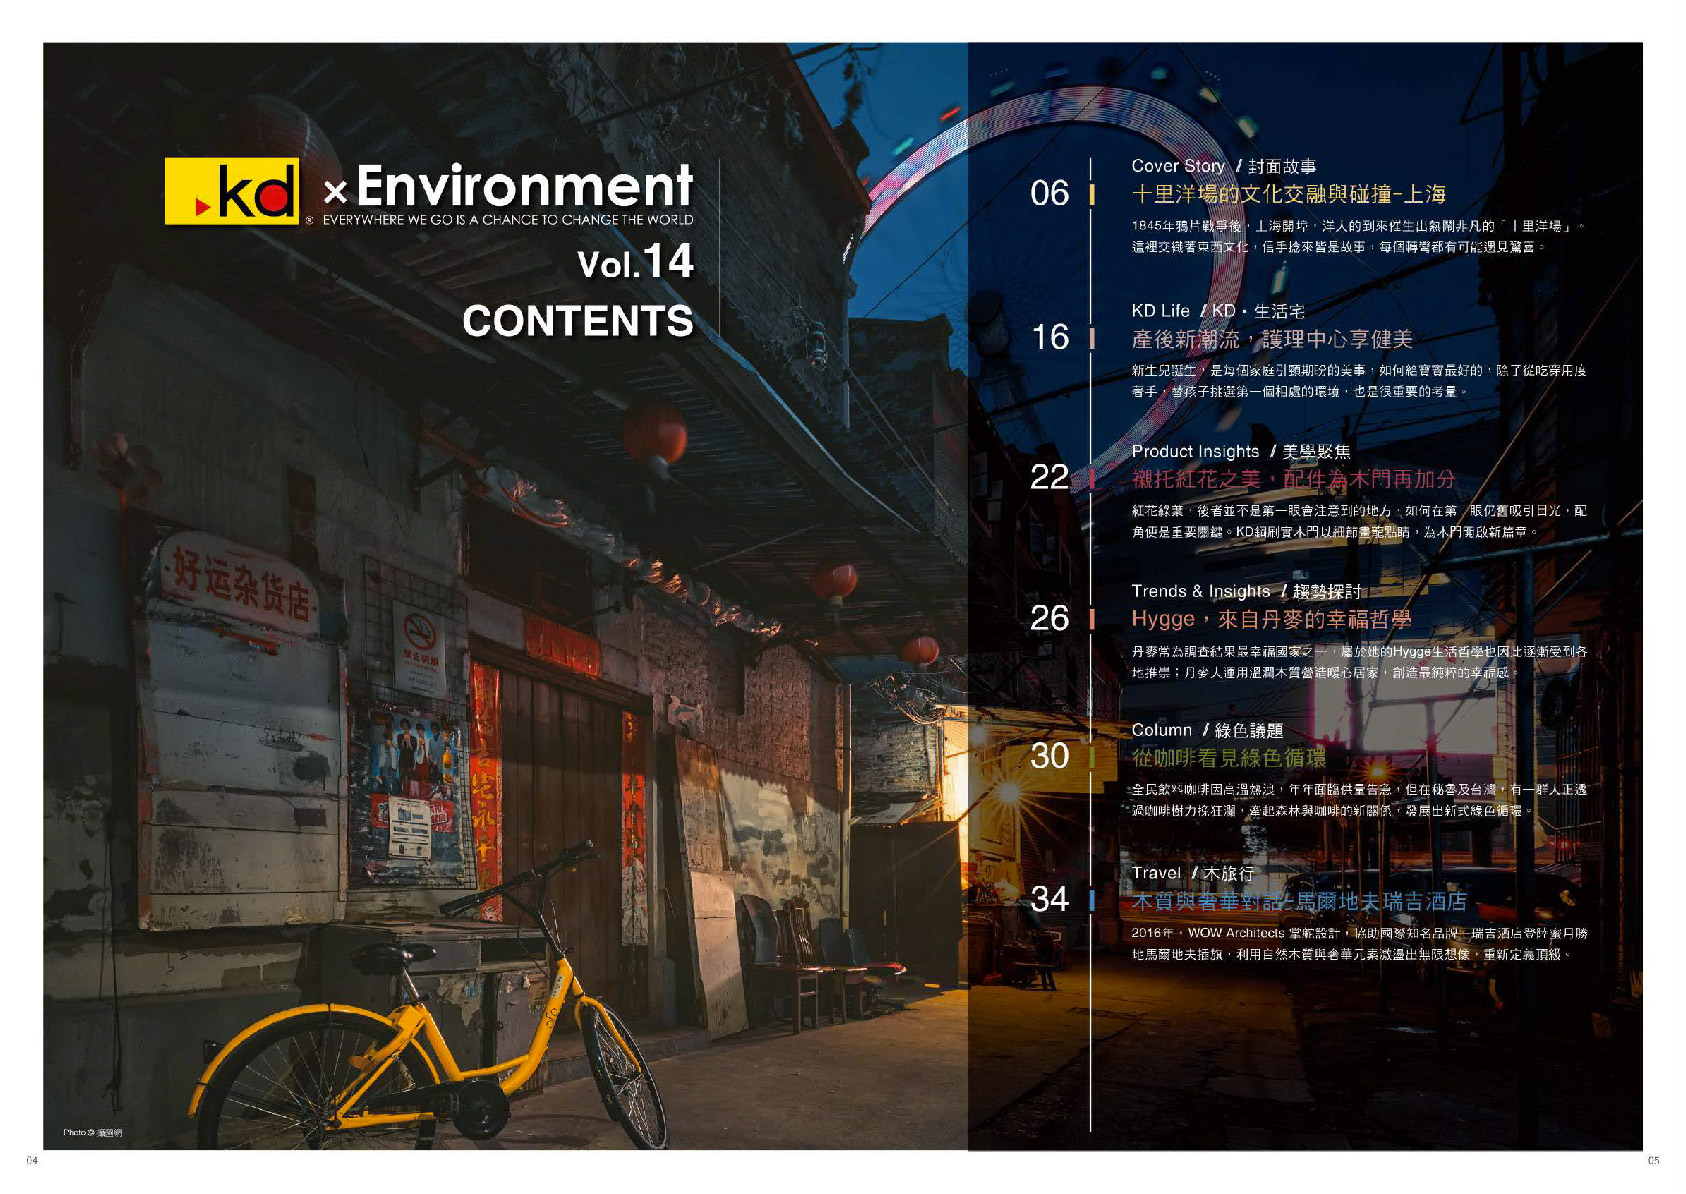 kd
®
×Environment
EVERYWHERE WE GO IS A CHANCE TO CHANGE THE WORLD
Vol.14
CONTENTS
好运杂货店
06
Cover Story / 封面故事
十里洋場的文化交融與碰撞-上海
1845年鴉片戰爭後，上海開埠，洋人的到來催生出熱鬧非凡的「十里洋場」。
這裡交織著東西文化，信手捻來皆是故事，每個轉彎都有可能遇見驚喜。
16
KD Life / KD・生活宅
產後新潮流，護理中心享健美
新生兒誕生，是每個家庭引頸期盼的美事，如何給寶寶最好的，除了從吃穿用度
著手，替孩子挑選第一個相處的環境，也是很重要的考量。
22
Product Insights / 美學聚焦
襯托紅花之美，配件為木門再加分
紅花綠葉，後者並不是第一眼會注意到的地方，如何在第一眼仍舊吸引目光，配
角便是重要關鍵。KD鋼刷實木門以細節畫龍點睛，為木門開啟新篇章。
26
Trends & Insights / 趨勢探討
Hygge，來自丹麥的幸福哲學
丹麥常為調查結果最幸福國家之一，屬於她的Hygge生活哲學也因此逐漸受到各
地推崇；丹麥人運用溫潤木質營造暖心居家，創造最純粹的幸福感。
30
Column / 綠色議題
從咖啡看見綠色循環
全民飲料咖啡因高溫熱浪，年年面臨供量告急，但在秘魯及台灣，有一群人正透
過咖啡樹力挽狂瀾，牽起森林與咖啡的新關係，發展出新式綠色循環。
34
Travel / 木旅行
木質與奢華對話-馬爾地夫瑞吉酒店
2016年，WOW Architects 掌舵設計，協助國際知名品牌—瑞吉酒店登陸蜜月勝
地馬爾地夫插旗，利用自然木質與奢華元素激盪出無限想像，重新定義頂級。
Photo @ 攝圖網
04
05